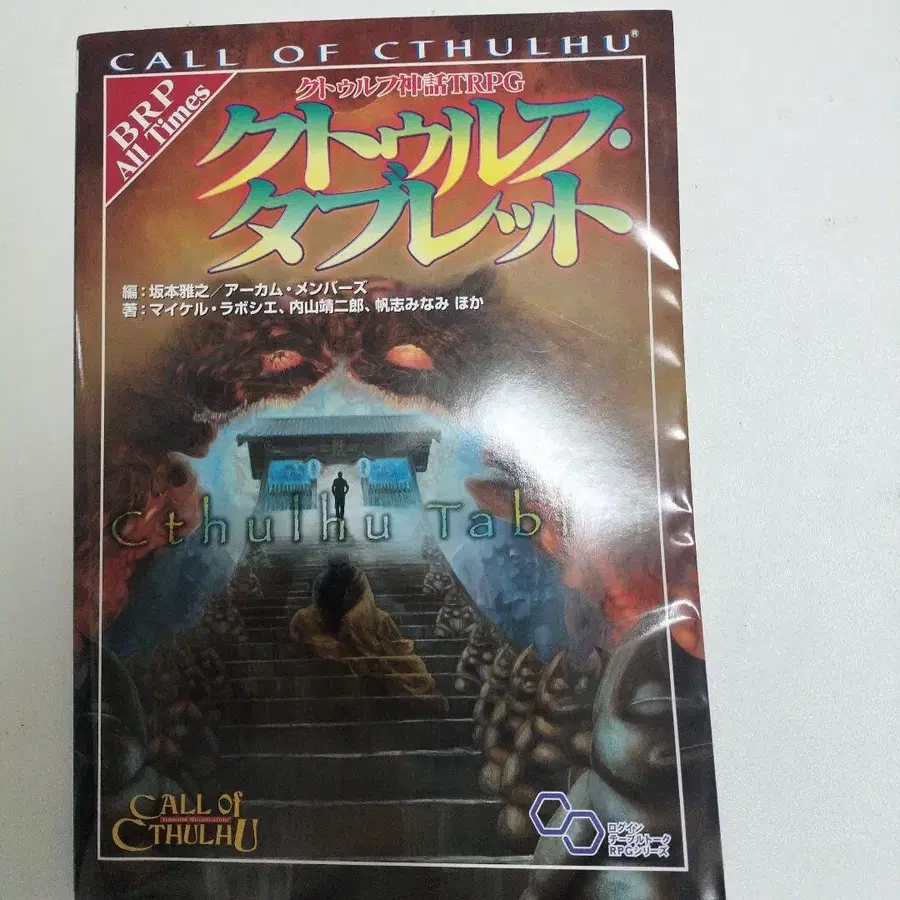 CALL OF CTHULHU®
BRP
All Times
クトゥルフ神話TRPG
クトゥルフ・
タブレット
編：坂本雅之／アーカム・メンバーズ
著：マイケル・ラボシエ、内山靖二郎、帆志みなみ ほか
Cthulhu Tab
CALL OF
CTHULHU
ログイン
テーブルトーク
RPGシリーズ